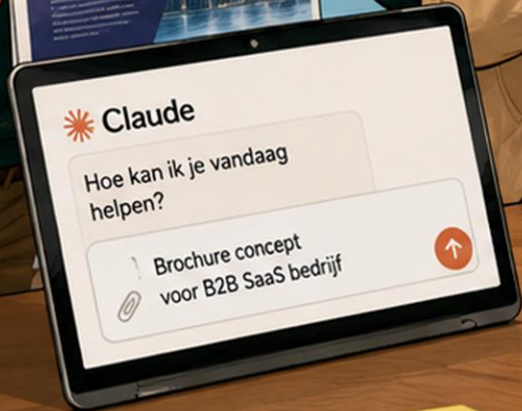 Claude
Hoe kan ik je vandaag
helpen?
Brochure concept
voor B2B SaaS bedrijf